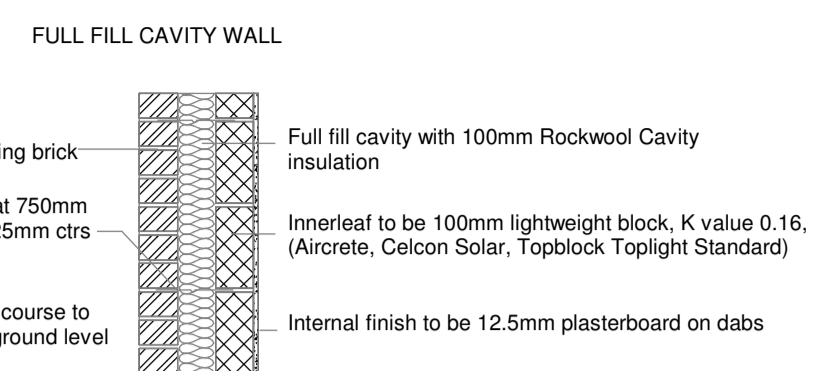 FULL FILL CAVITY WALL
ing brick
at 750mm
25mm ctrs
course to
ground level
Full fill cavity with 100mm Rockwool Cavity
insulation
Innerleaf to be 100mm lightweight block, K value 0.16,
(Aircrete, Celcon Solar, Topblock Toplight Standard)
Internal finish to be 12.5mm plasterboard on dabs